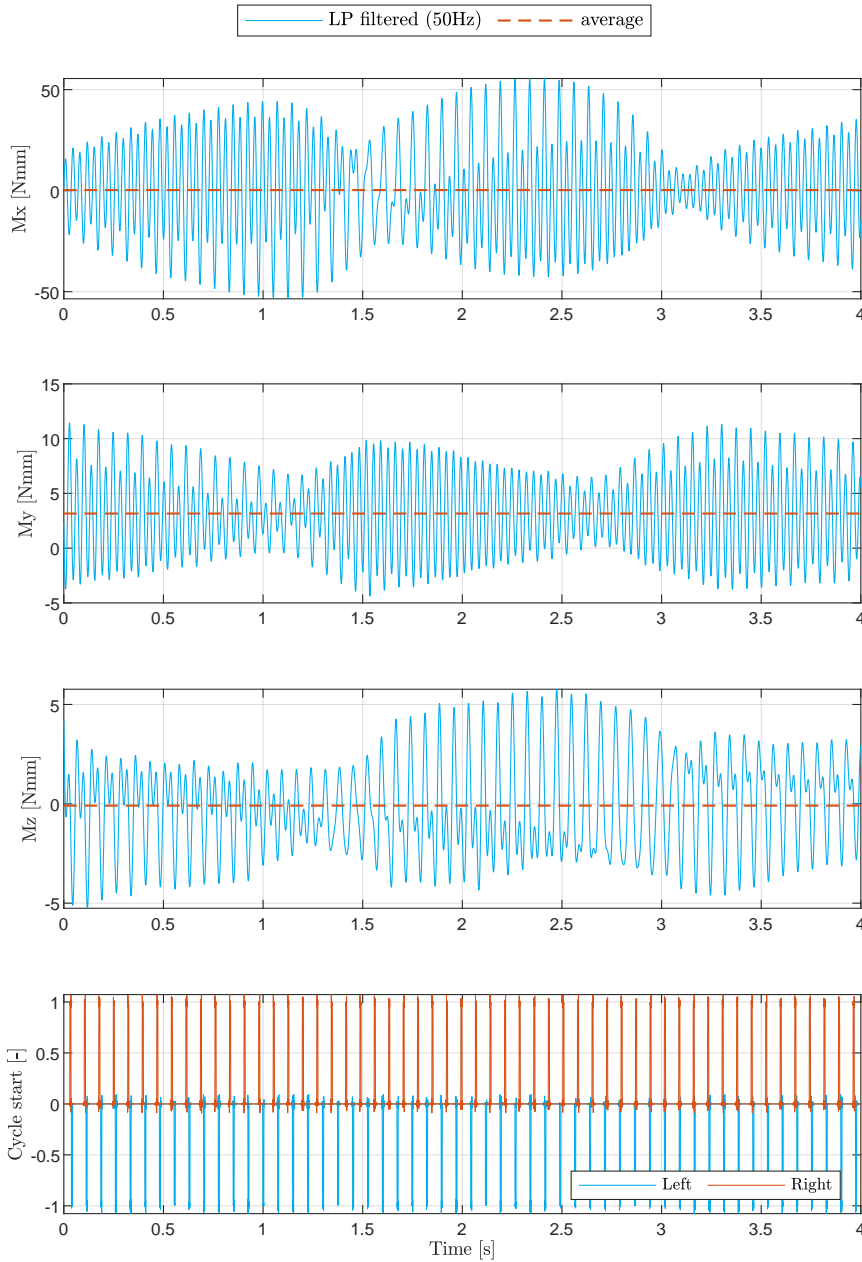 LP filtered (50Hz) average
50
0
-50
Mx [Nmm]
0 0.5 1 1.5 2 2.5 3 3.5 4
15
10
5
0
-5
My [Nmm]
0 0.5 1 1.5 2 2.5 3 3.5 4
5
0
-5
Mz [Nmm]
0 0.5 1 1.5 2 2.5 3 3.5 4
1
0.5
0
-0.5
-1
Cycle start [-]
Left Right
0 0.5 1 1.5 2 2.5 3 3.5 4
Time [s]